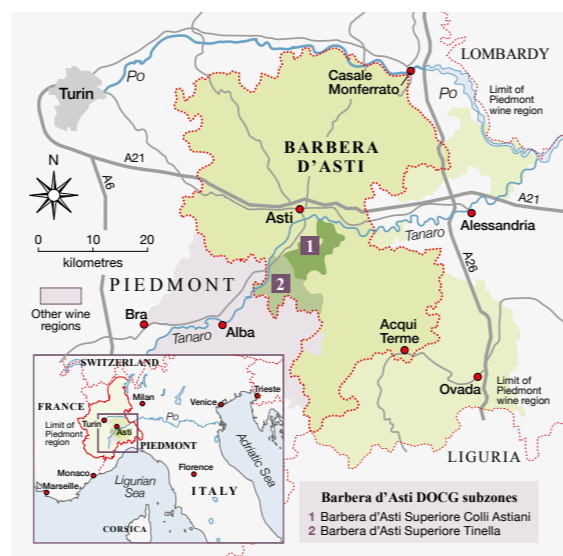 Po
LOMBARDY
Casale
Monferrato
Po
Turin
Limit of
Piedmont
wine region
BARBERA
D'ASTI
N
A21
A6
Asti
A21
Alessandria
Tanaro
0 10 20
kilometres
1
A26
PIEDMONT
2
Other wine
regions
Bra
Tanaro
Alba
Acqui
Terme
Ovada
Limit of
Piedmont
wine region
LIGURIA
SWITZERLAND
Milan
Trieste
FRANCE
Venice
Po
Turin
Asti
Limit of
Piedmont
region
PIEDMONT
Adriatic Sea
Monaco
Marseille
Ligurian
Sea
Florence
ITALY
CORSICA
Barbera d'Asti DOCG subzones
1 Barbera d'Asti Superiore Colli Astiani
2 Barbera d'Asti Superiore Tinella